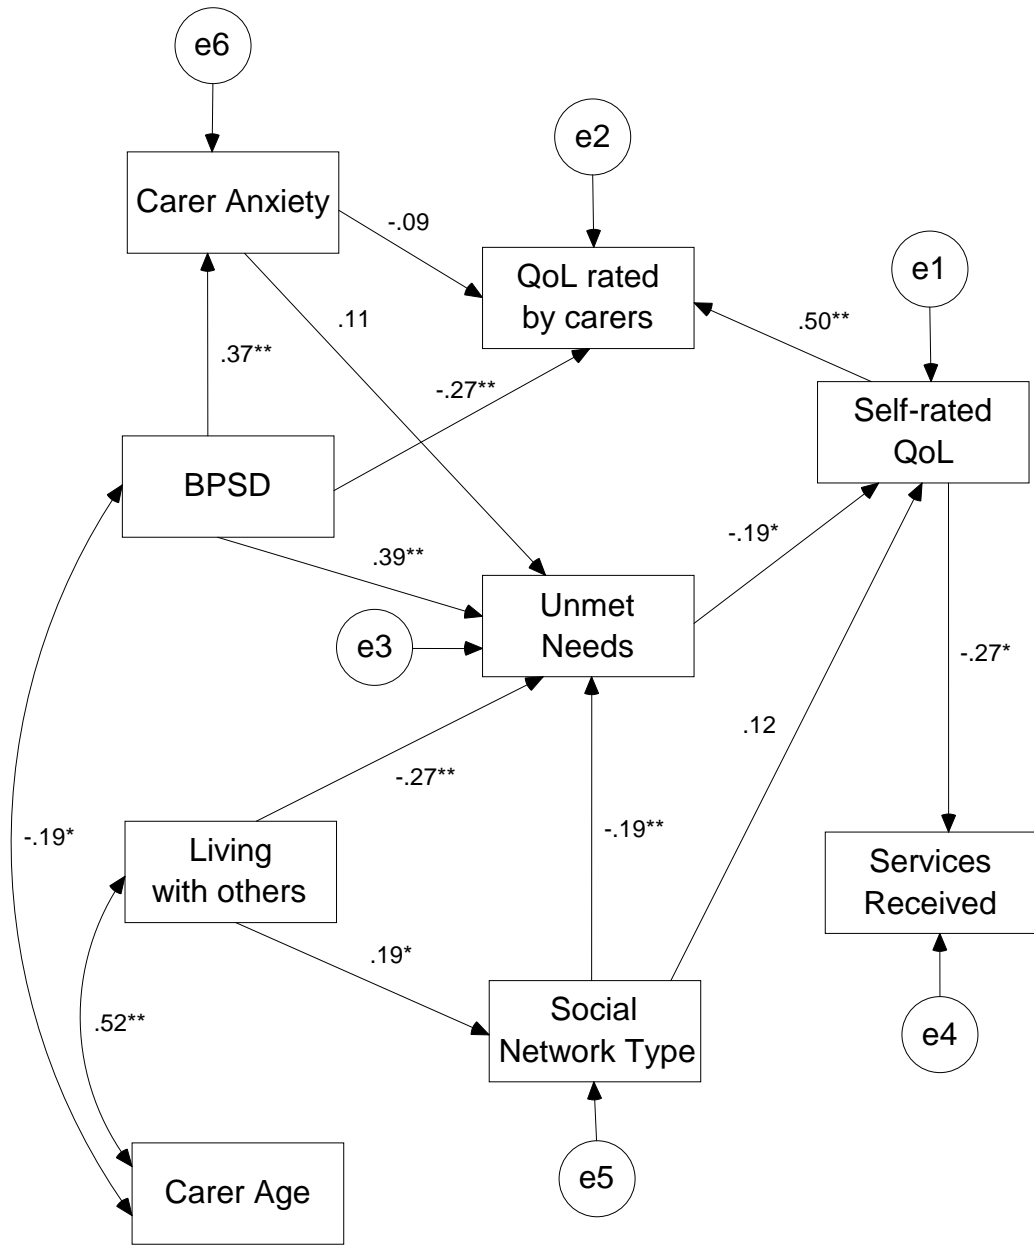 e6
e2
Carer Anxiety
-.09
QoL rated
by carers
e1
.11
.50**
.37**
-.27**
Self-rated
QoL
BPSD
-.19*
.39**
Unmet
Needs
e3
-.27*
.12
-.27**
-.19**
-.19*
Living
with others
Services
Received
.19*
Social
Network Type
.52**
e4
e5
Carer Age